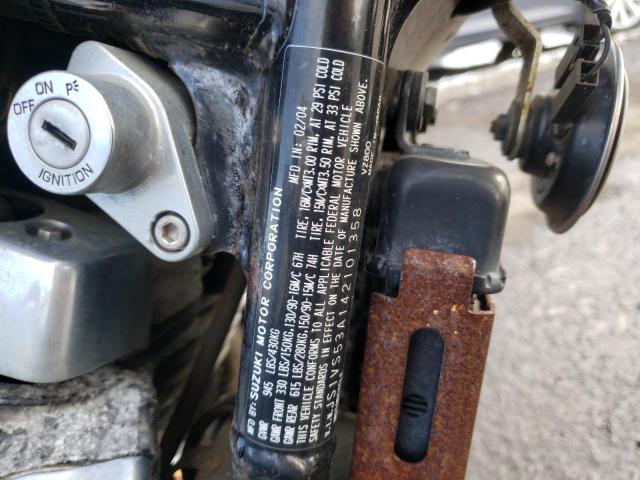 ON
OFF
IGNITION
MFD BY: SUZUKI MOTOR CORPORATION MFD IN: 02/04
GVWR 945 LBS/430KG
GAWR FRONT 330 LBS/150KG,130/90-16M/C 67H TIRE, 16M/CXMT3.00 RIM, AT 29 PSI COLD
GAWR REAR 615 LBS/280KG,150/90-15M/C 74H TIRE, 15M/CXMT3.50 RIM, AT 33 PSI COLD
THIS VEHICLE CONFORMS TO ALL APPLICABLE FEDERAL MOTOR VEHICLE
SAFETY STANDARDS IN EFFECT ON THE DATE OF MANUFACTURE SHOWN ABOVE.
JS1VS53A142101358 VZ800